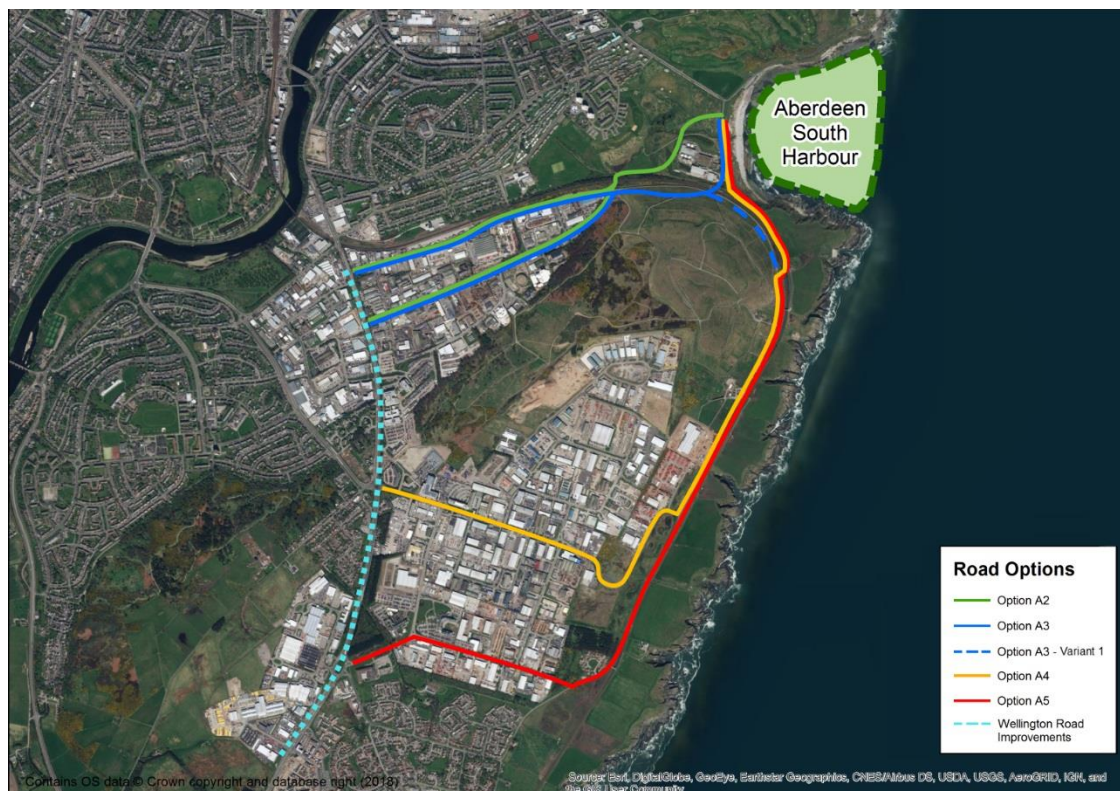 Aberdeen
South
Harbour
Road Options
Option A2
Option A3
Option A3 - Variant 1
Option A4
Option A5
Wellington Road
Improvements
"Contains OS data © Crown copyright and database right (2018)
Source: Esri, DigitalGlobe, GeoEye, Earthstar Geographics, CNES/Airbus DS, USDA, USGS, AeroGRID, IGN, and
the GIS User Community